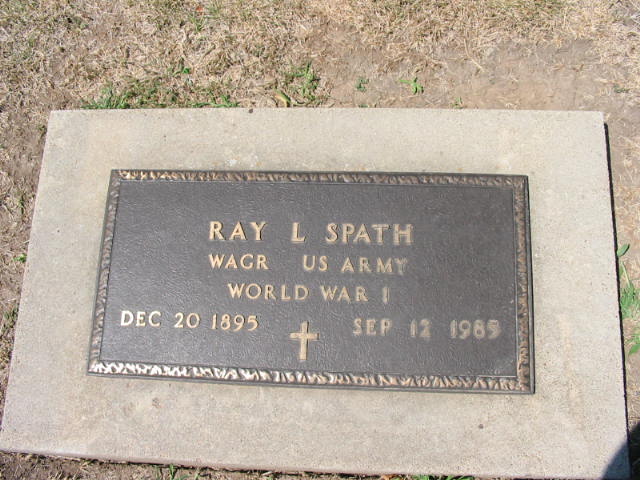 RAY L SPATH
WAGR US ARMY
WORLD WAR I
DEC 20 1895 SEP 12 1985